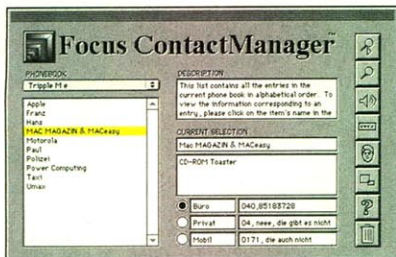 Focus ContactManager
PHONEBOOK
Tripple M e
Apple
Franz
Hans
MAC MAGAZIN & MACeasy
Motorola
Paul
Polizei
Power Computing
Taxi
Umax
DESCRIPTION
This list contains all the entries in the
current phone book in alphabetical order. To
view the information corresponding to an
entry, please click on the item's name in the
CURRENT SELECTION
Mac MAGAZIN & MACeasy
CD-ROM Toaster
Büro 040,85183728
Privat 04, neee, die gibt es nicht
Mobil 0171, die auch nicht